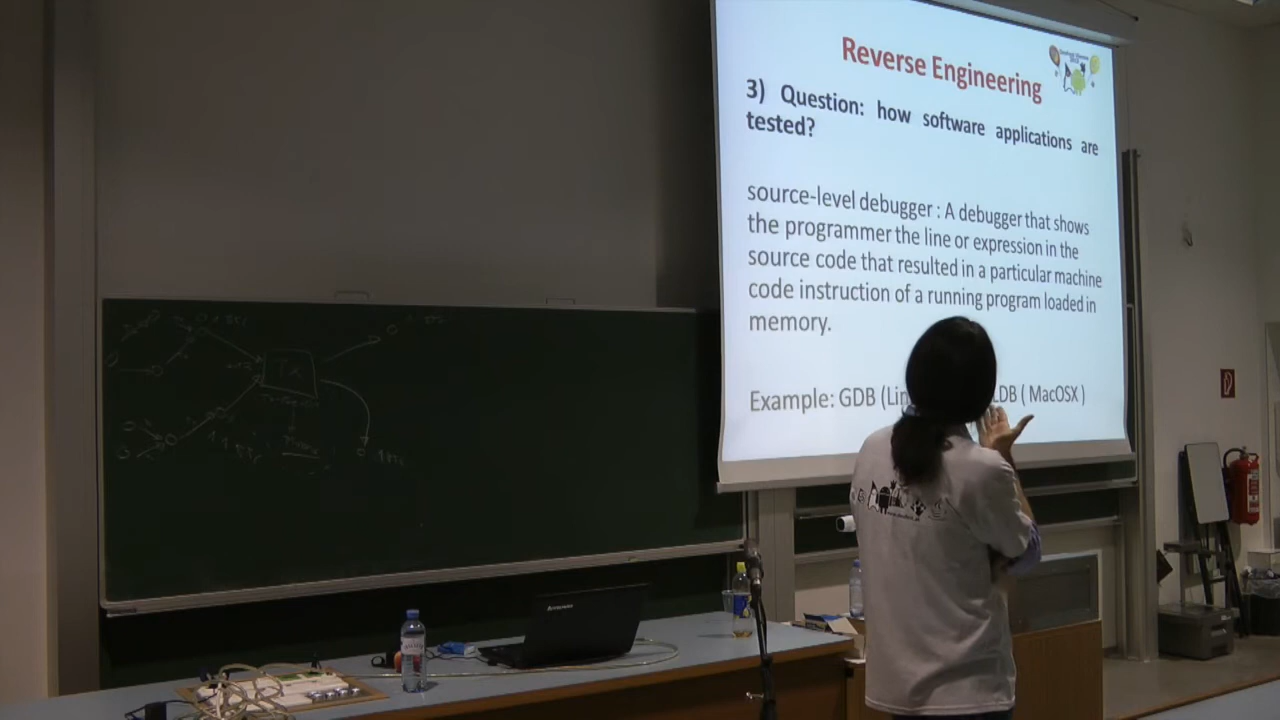 Reverse Engineering
3) Question: how software applications are
tested?
source-level debugger : A debugger that shows
the programmer the line or expression in the
source code that resulted in a particular machine
code instruction of a running program loaded in
memory.
Example: GDB (Lin LDB ( MacOSX )
Tx
lenovo